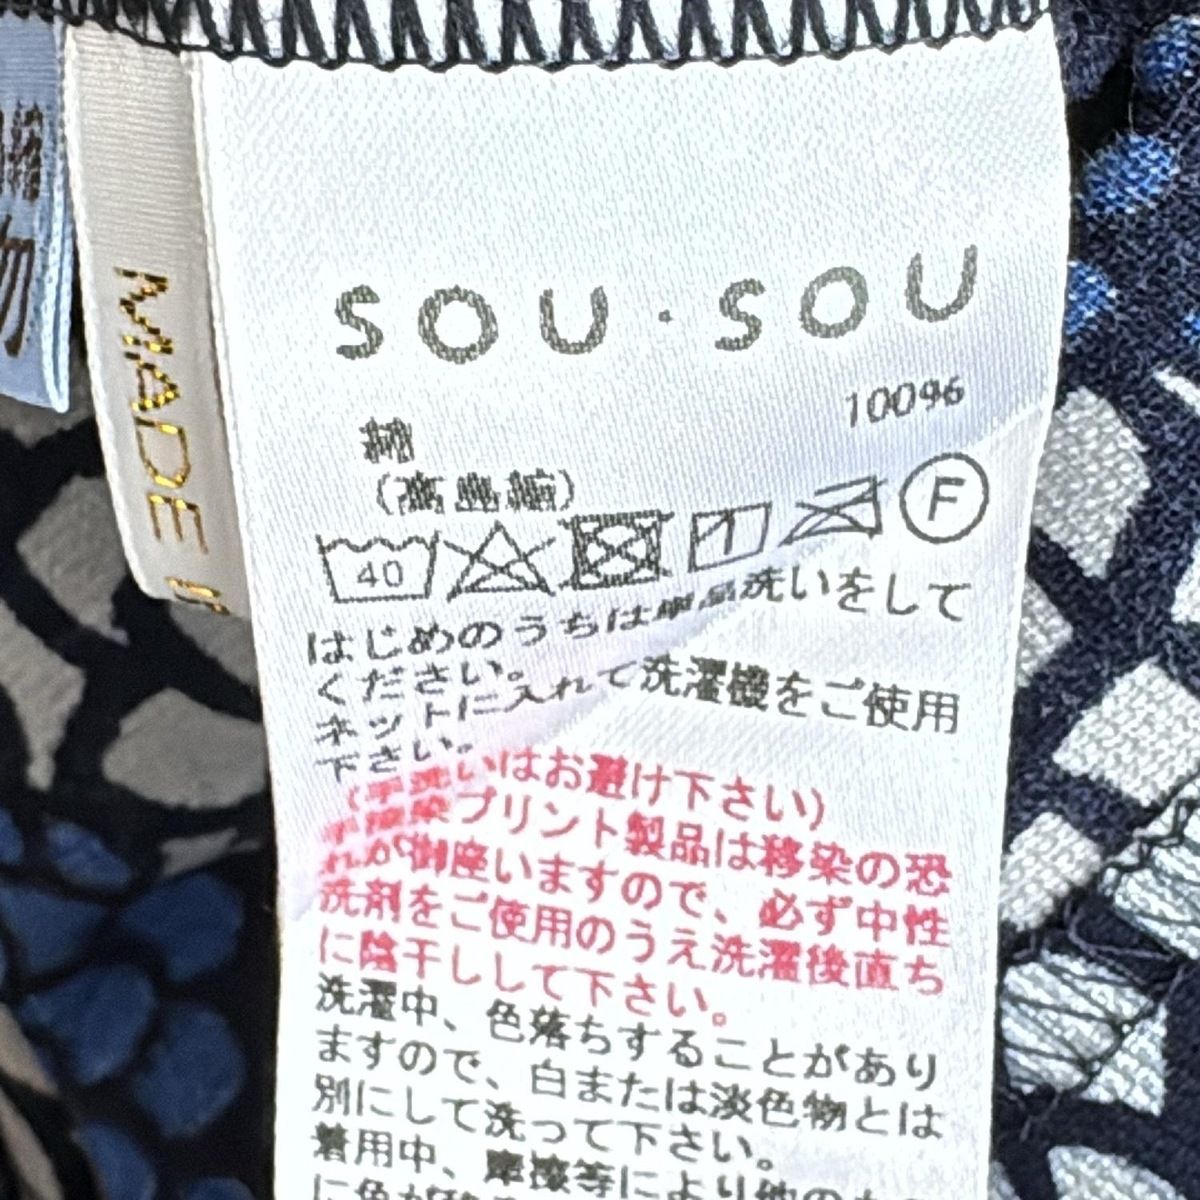 SOU・SOU
10096
綿
(高島縮)
40
1
F
はじめのうちは単品洗いをして
ください。
ネットに入れて洗濯機をご使用
下さい。
(手洗いはお避け下さい)
プリント製品は移染の恐
れが御座いますので、必ず中性
洗剤をご使用のうえ洗濯後直ち
に陰干しして下さい。
洗濯中、色落ちすることがあり
ますので、白または淡色物とは
別にして洗って下さい。
着用中、摩擦等により他の
に色が移
MADE